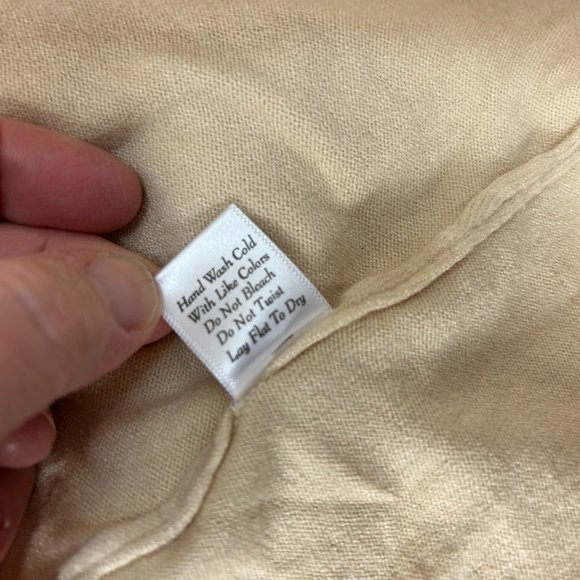 Hand Wash Cold
With Like Colors
Do Not Bleach
Do Not Twist
Lay Flat To Dry